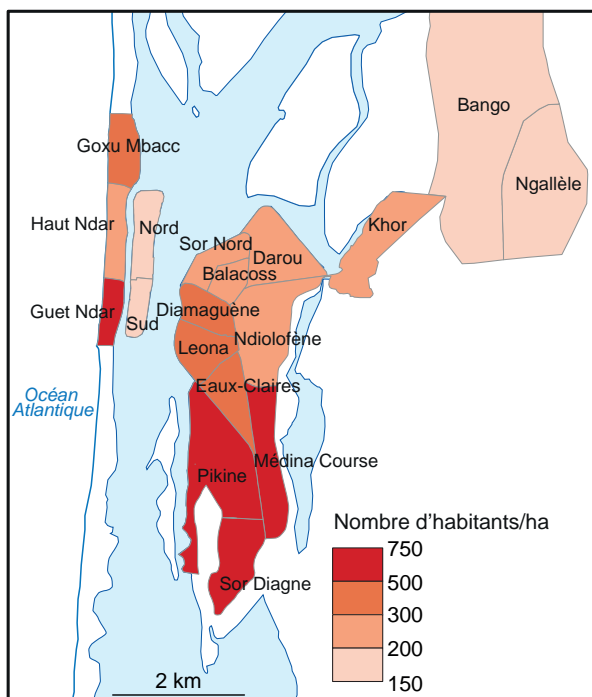 Bango
Goxu Mbacc
Ngallèle
Haut Ndar
Nord
Khor
Sor Nord
Darou
Balacoss
Guet Ndar
Sud
Diamaguène
Ndiolofène
Leona
Eaux-Claires
Océan
Atlantique
Médina Course
Pikine
Sor Diagne
Nombre d'habitants/ha
750
500
300
200
150
2 km